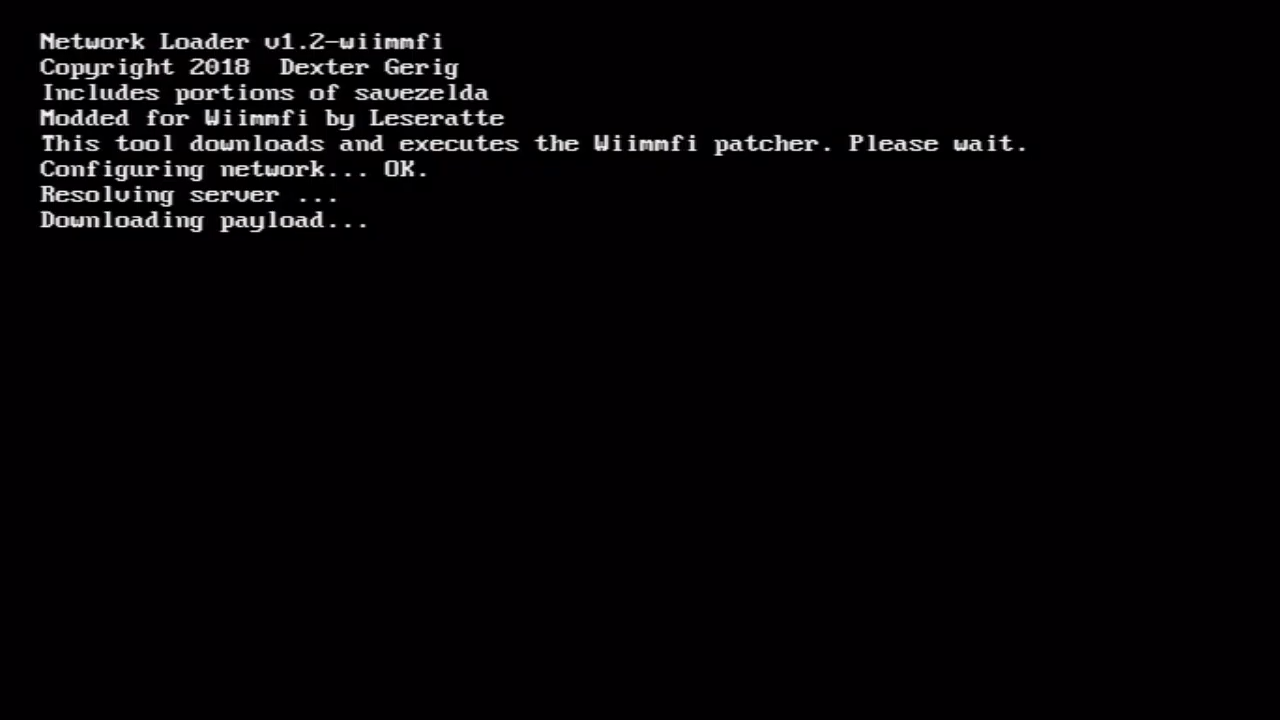 Network Loader v1.2-wiimmfi
Copyright 2018  Dexter Gerig
Includes portions of savezelda
Modded for Wiimmfi by Leseratte
This tool downloads and executes the Wiimmfi patcher. Please wait.
Configuring network... OK.
Resolving server ...
Downloading payload...